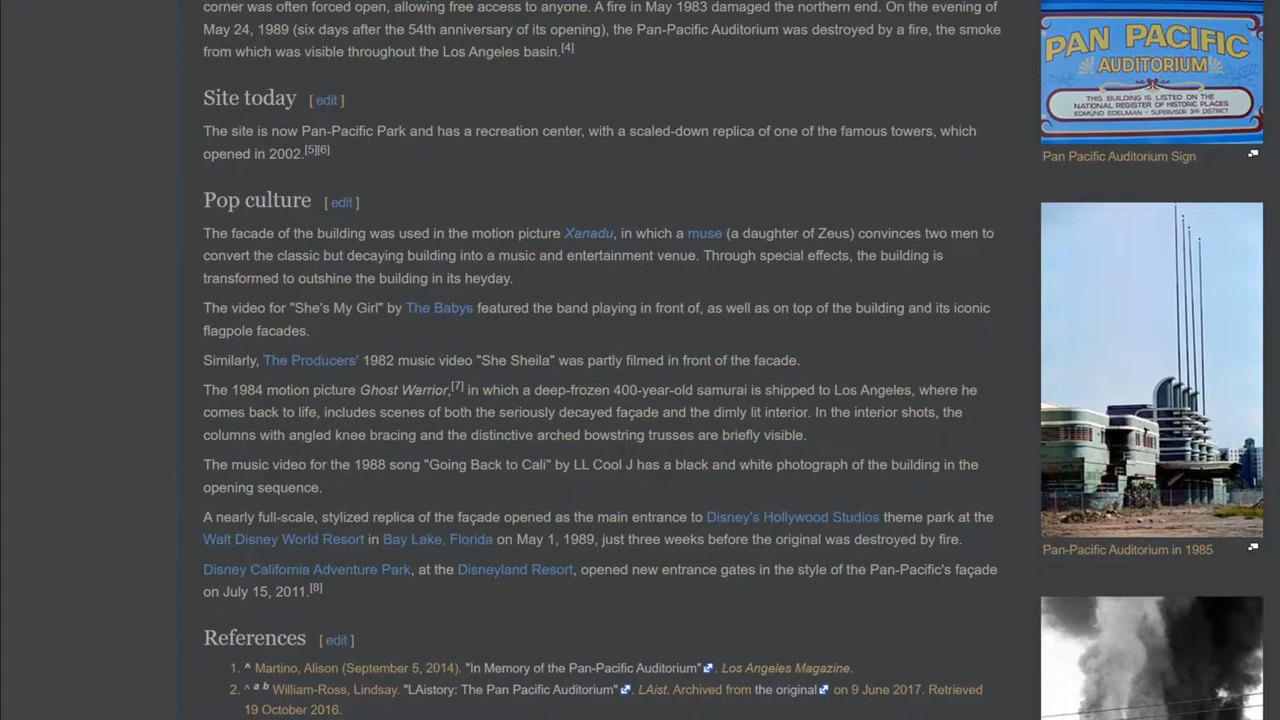 corner was often forced open, allowing free access to anyone. A fire in May 1983 damaged the northern end. On the evening of
May 24, 1989 (six days after the 54th anniversary of its opening), the Pan-Pacific Auditorium was destroyed by a fire, the smoke
from which was visible throughout the Los Angeles basin.[4]
Site today [ edit ]
The site is now Pan-Pacific Park and has a recreation center, with a scaled-down replica of one of the famous towers, which
opened in 2002.[5][6]
Pop culture [ edit ]
The facade of the building was used in the motion picture Xanadu, in which a muse (a daughter of Zeus) convinces two men to
convert the classic but decaying building into a music and entertainment venue. Through special effects, the building is
transformed to outshine the building in its heyday.
The video for "She's My Girl" by The Babys featured the band playing in front of, as well as on top of the building and its iconic
flagpole facades.
Similarly, The Producers' 1982 music video "She Sheila" was partly filmed in front of the facade.
The 1984 motion picture Ghost Warrior,[7] in which a deep-frozen 400-year-old samurai is shipped to Los Angeles, where he
comes back to life, includes scenes of both the seriously decayed façade and the dimly lit interior. In the interior shots, the
columns with angled knee bracing and the distinctive arched bowstring trusses are briefly visible.
The music video for the 1988 song "Going Back to Cali" by LL Cool J has a black and white photograph of the building in the
opening sequence.
A nearly full-scale, stylized replica of the façade opened as the main entrance to Disney's Hollywood Studios theme park at the
Walt Disney World Resort in Bay Lake, Florida on May 1, 1989, just three weeks before the original was destroyed by fire.
Disney California Adventure Park, at the Disneyland Resort, opened new entrance gates in the style of the Pan-Pacific's façade
on July 15, 2011.[8]
References [ edit ]
1. ^ Martino, Alison (September 5, 2014). "In Memory of the Pan-Pacific Auditorium". Los Angeles Magazine.
2. ^ a b William-Ross, Lindsay. "LAistory: The Pan Pacific Auditorium". LAist. Archived from the original on 9 June 2017. Retrieved
19 October 2016.
PAN PACIFIC
AUDITORIUM
THIS BUILDING IS LISTED ON THE
NATIONAL REGISTER OF HISTORIC PLACES
EDMUND EDELMAN - SUPERVISOR 3RD DISTRICT
Pan Pacific Auditorium Sign
Pan-Pacific Auditorium in 1985